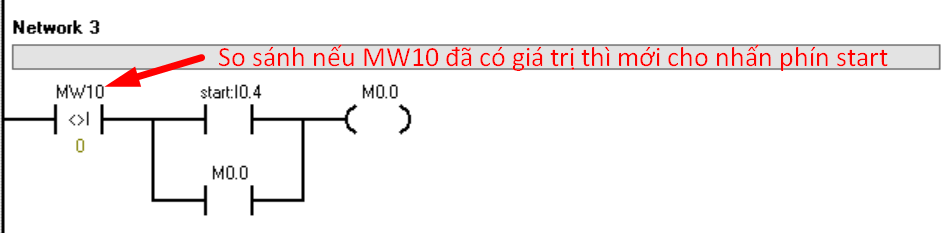 Network 3
So sánh nếu MW10 đã có giá trị thì mới cho nhấn phín start
MW10
start:I0.4
M0.0
<>I
0
M0.0